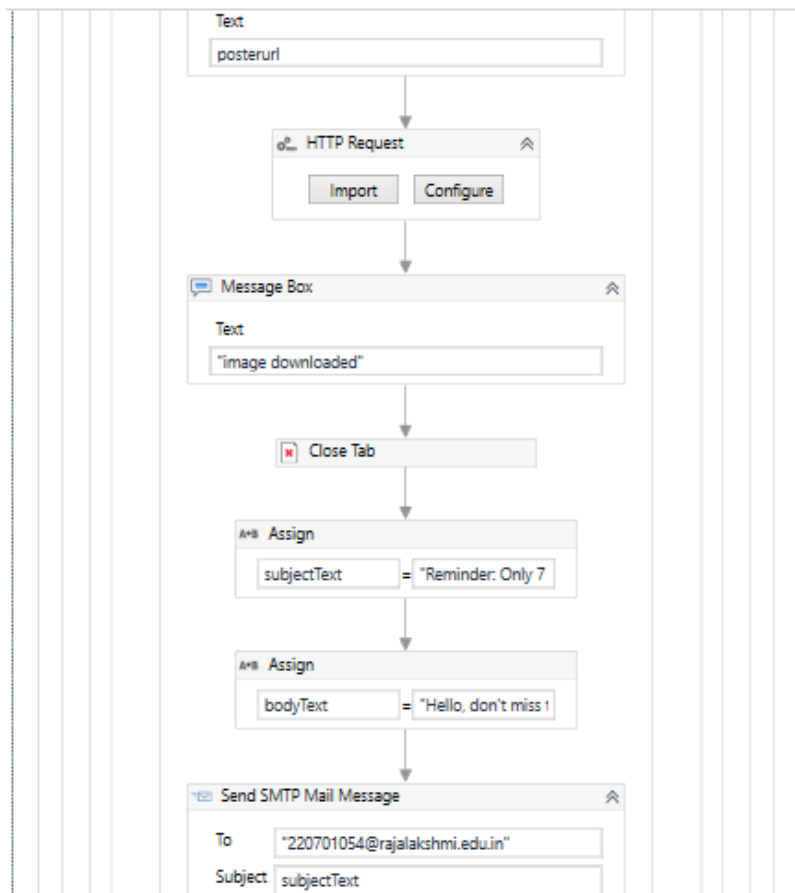 Text
posterurl
HTTP Request
Import Configure
Message Box
Text
"image downloaded"
Close Tab
A+B Assign
subjectText = "Reminder: Only 7
A+B Assign
bodyText = "Hello, don't miss
Send SMTP Mail Message
To "220701054@rajalakshmi.edu.in"
Subject subjectText